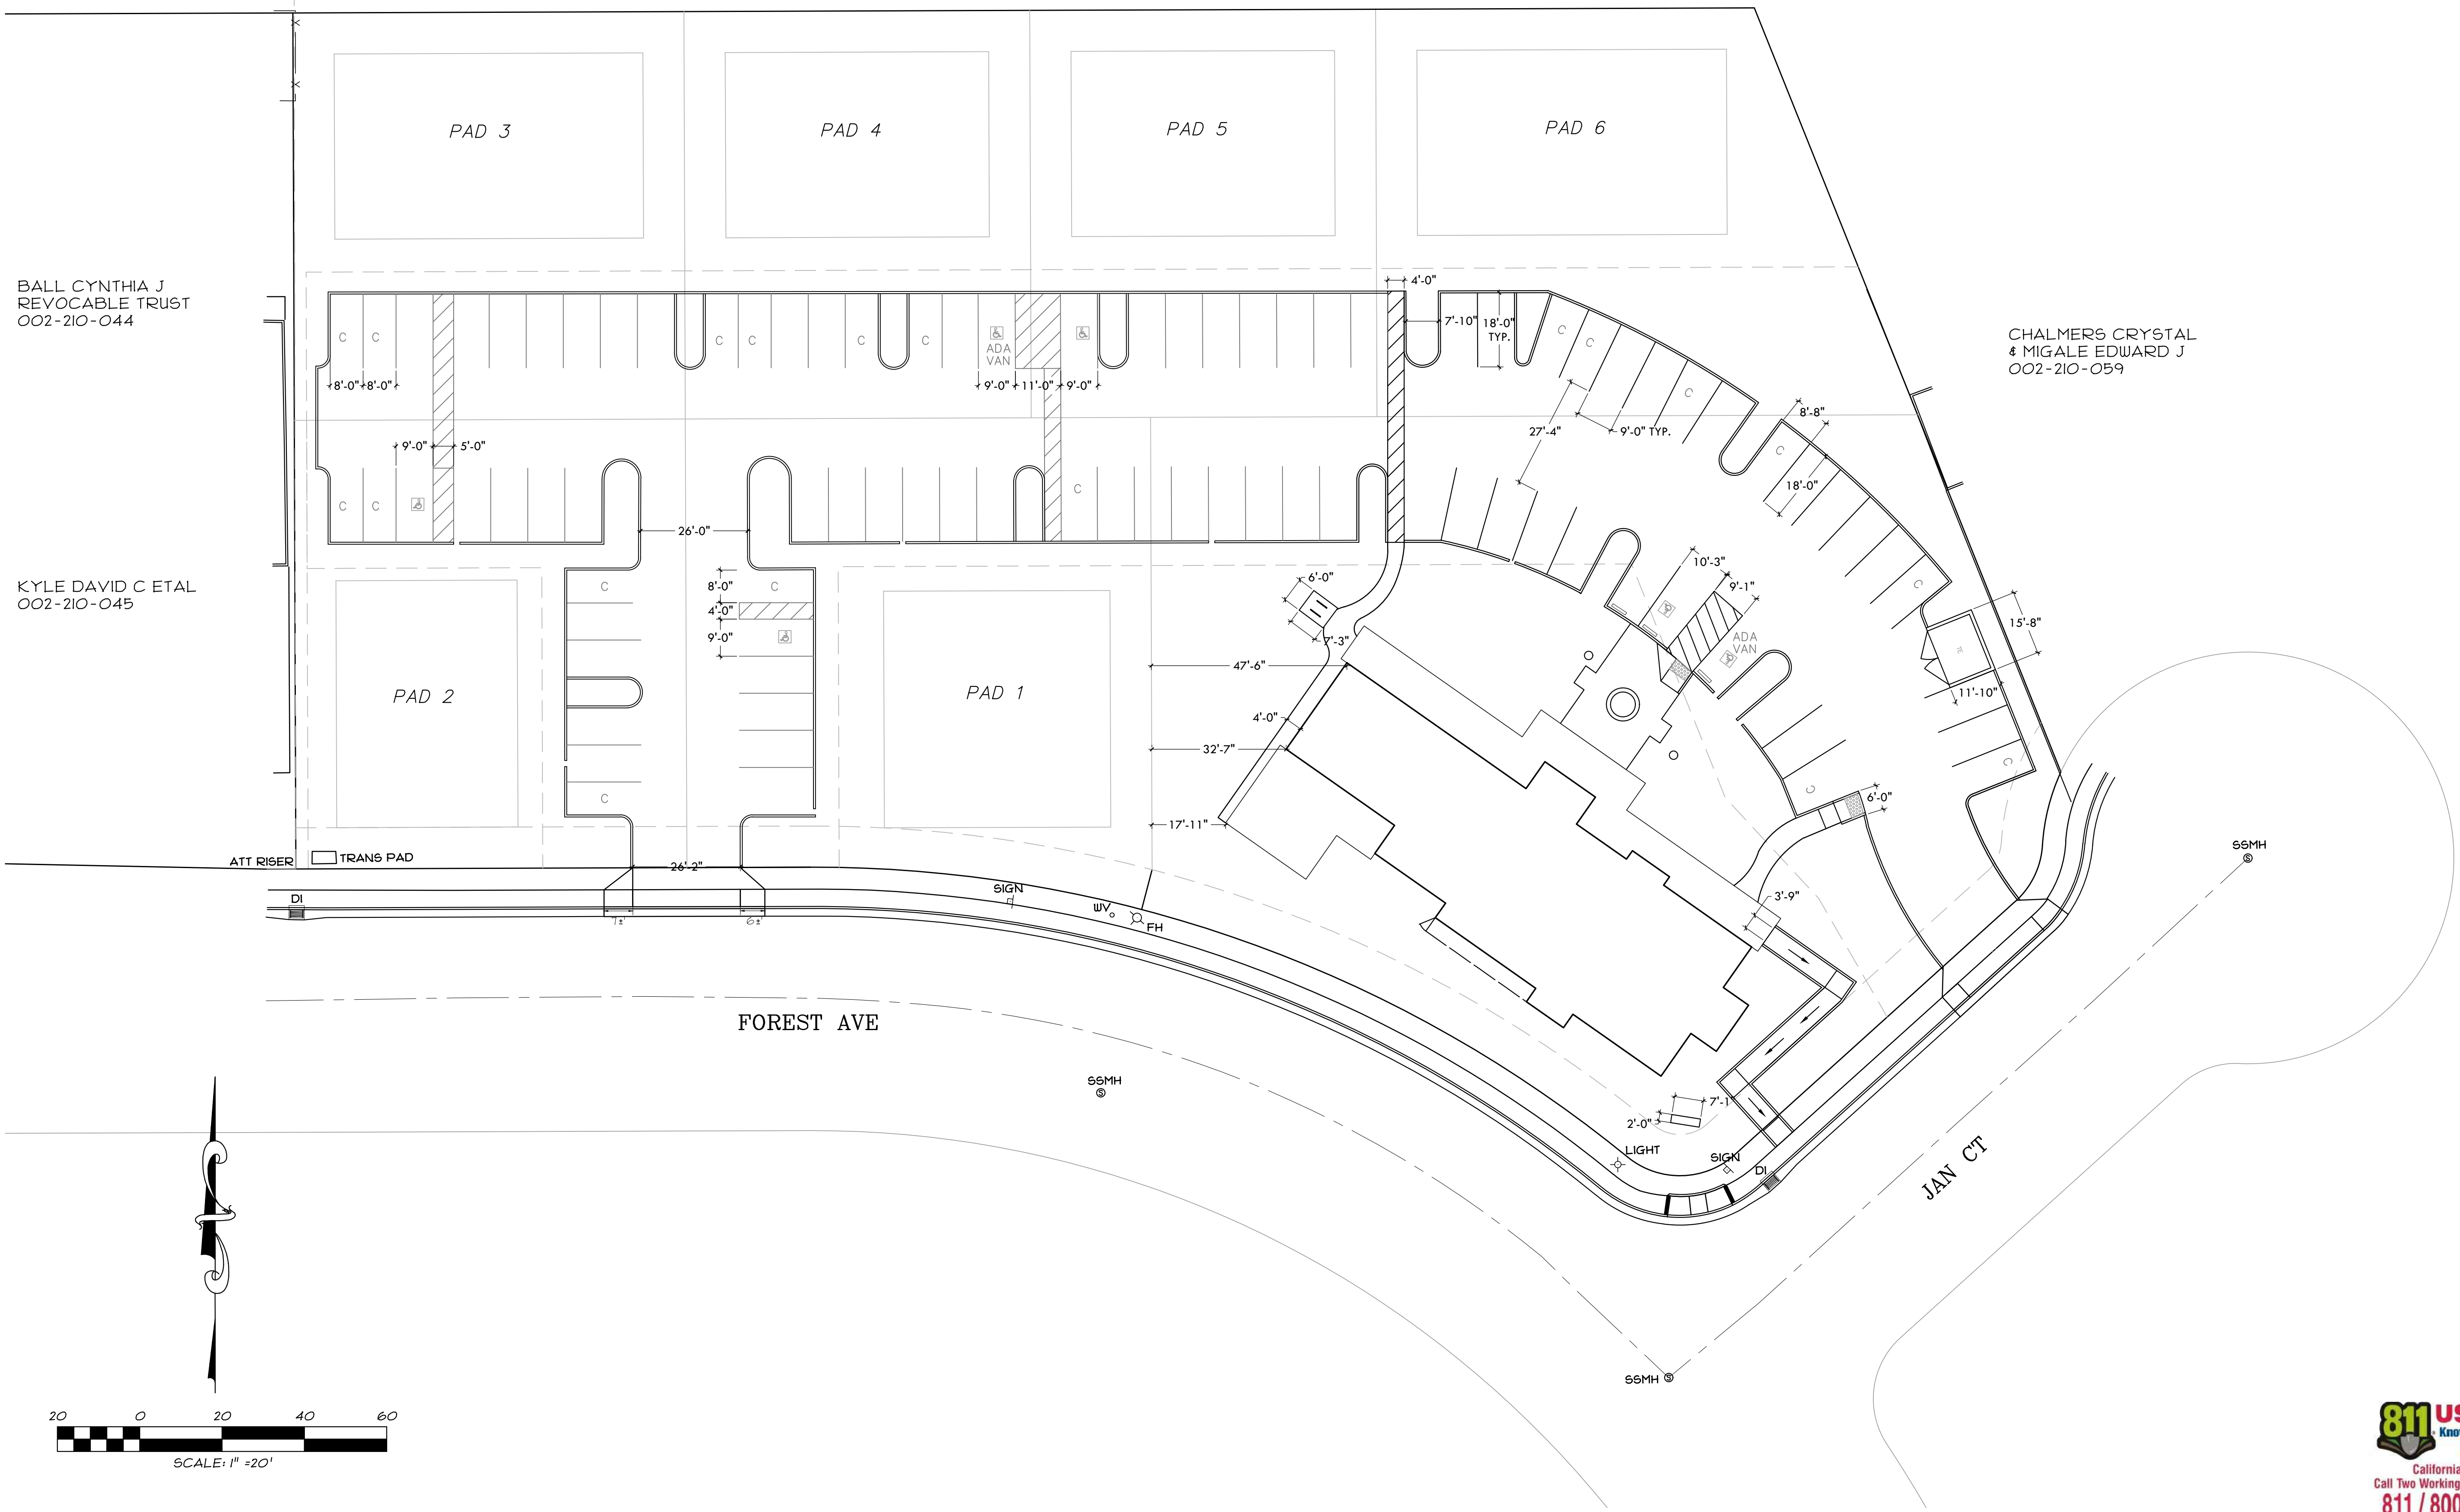 PAD 3
PAD 4
PAD 5
PAD 6
BALL CYNTHIA J
REVOCABLE TRUST
002-210-044
CHALMERS CRYSTAL
& MIGALE EDWARD J
002-210-059
4'-0"
7'-10"
18'-0"
TYP.
C
C
C
C
C
C
ADA
VAN
C
C
C
8'-0"
8'-0"
9'-0"
11'-0"
9'-0"
8'-8"
27'-4"
9'-0" TYP.
9'-0"
5'-0"
C
18'-0"
C
C
C
26'-0"
10'-3"
KYLE DAVID C ETAL
002-210-045
C
8'-0"
C
4'-0"
9'-0"
6'-0"
7'-3"
9'-1"
C
ADA
VAN
15'-8"
47'-6"
PAD 2
PAD 1
11'-10"
4'-0"
32'-7"
C
C
C
6'-0"
17'-11"
ATT RISER
TRANS PAD
26'-2"
SSMH
S
DI
SIGN
WV
FH
3'-9"
7±'
6±'
FOREST AVE
SSMH
S
7'-1"
2'-0"
LIGHT
SIGN
DI
JAN CT
SSMH
S
20 0 20 40 60
SCALE: 1" =20'
811
Know
California
Call Two Working
811 / 800